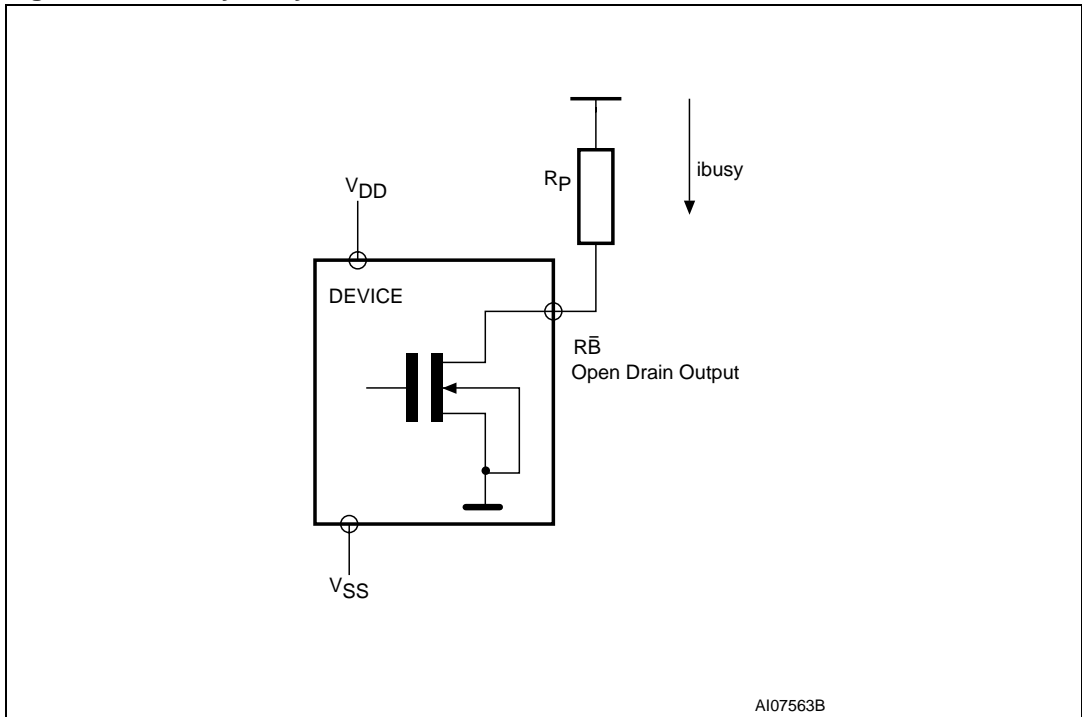 ibusy
RP
VDD
DEVICE
RB̄
Open Drain Output
VSS
AI07563B